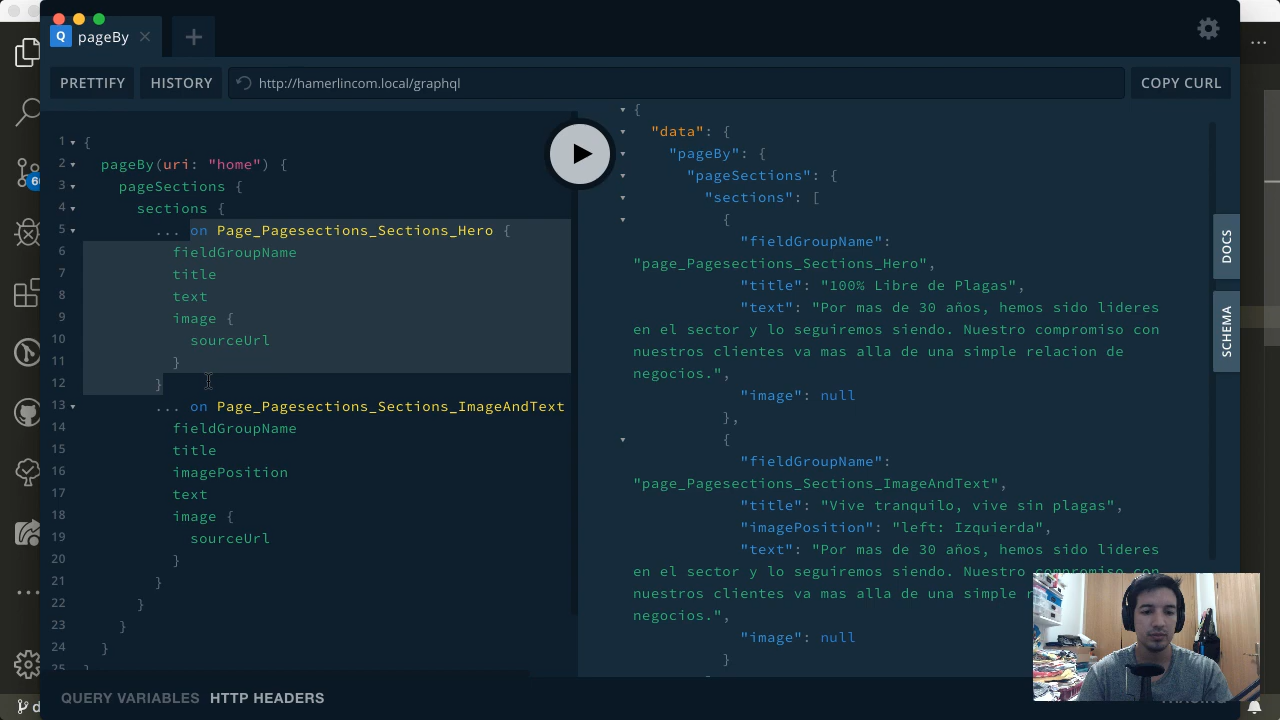 Q pageBy
PRETTIFY
HISTORY
http://hamerlincom.local/graphql
COPY CURL
1 {
2 pageBy(uri: "home") {
3 pageSections {
4 sections {
5 ... on Page_Pagesections_Sections_Hero {
6 fieldGroupName
7 title
8 text
9 image {
10 sourceUrl
11 }
12 }
13 ... on Page_Pagesections_Sections_ImageAndText
14 fieldGroupName
15 title
16 imagePosition
17 text
18 image {
19 sourceUrl
20 }
21 }
22 }
23 }
24 }
25 }
{
"data": {
"pageBy": {
"pageSections": {
"sections": [
{
"fieldGroupName":
"page_Pagesections_Sections_Hero",
"title": "100% Libre de Plagas",
"text": "Por mas de 30 años, hemos sido lideres
en el sector y lo seguiremos siendo. Nuestro compromiso con
nuestros clientes va mas alla de una simple relacion de
negocios.",
"image": null
},
{
"fieldGroupName":
"page_Pagesections_Sections_ImageAndText",
"title": "Vive tranquilo, vive sin plagas",
"imagePosition": "left: Izquierda",
"text": "Por mas de 30 años, hemos sido lideres
en el sector y lo seguiremos siendo. Nuestro compromiso con
nuestros clientes va mas alla de una simple
negocios.",
"image": null
}
DOCS
SCHEMA
QUERY VARIABLES
HTTP HEADERS